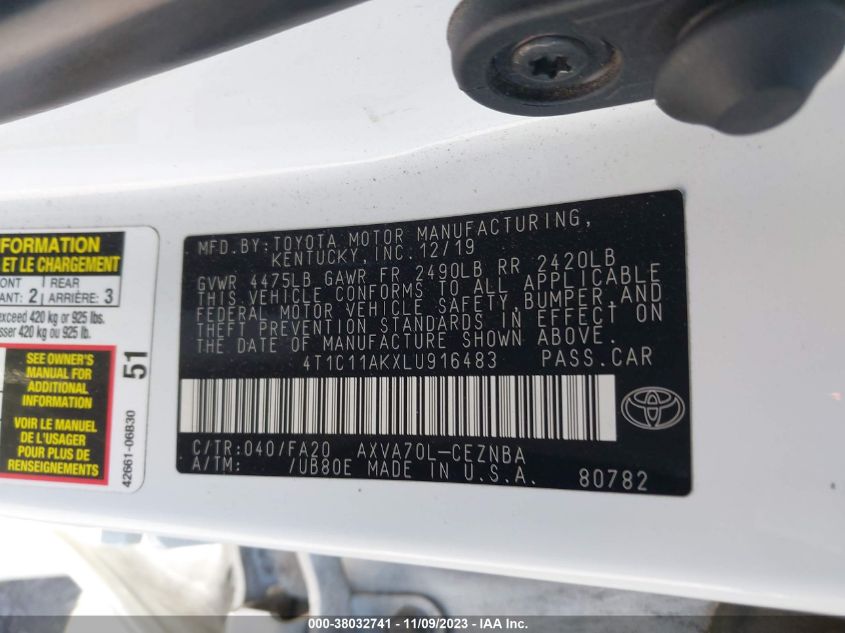 FORMATION
ET LE CHARGEMENT
ONT REAR
ANT: 2 ARRIÈRE: 3
exceed 420 kg or 925 lbs.
sser 420 kg ou 925 lb.
SEE OWNER'S
MANUAL FOR
ADDITIONAL
INFORMATION
VOIR LE MANUEL
DE L'USAGER
POUR PLUS DE
RENSEIGNEMENTS
51
42661-06B30
MFD.BY:TOYOTA MOTOR MANUFACTURING,
KENTUCKY, INC.12/19
GVWR 4475LB GAWR FR 2490LB RR 2420LB
THIS VEHICLE CONFORMS TO ALL APPLICABLE
FEDERAL MOTOR VEHICLE SAFETY,BUMPER,AND
THEFT PREVENTION STANDARDS IN EFFECT ON
THE DATE OF MANUFACTURE SHOWN ABOVE.
4T1C11AKXLU916483 PASS.CAR
C/TR:040/FA20 AXVA70L-CEZNBA
A/TM: /UB80E MADE IN U.S.A. 80782
000-38032741 - 11/09/2023 - IAA Inc.